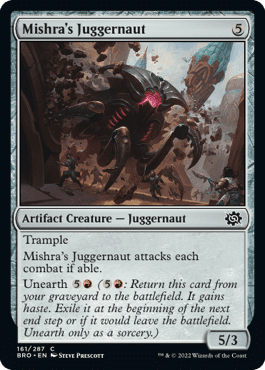 Mishra's Juggernaut 5
Artifact Creature — Juggernaut
Trample
Mishra's Juggernaut attacks each
combat if able.
Unearth 5 (5: Return this card from
your graveyard to the battlefield. It gains
haste. Exile it at the beginning of the next
end step or if it would leave the battlefield.
Unearth only as a sorcery.)
5/3
161/287 C
BRO • EN STEVE PRESCOTT ™ & © 2022 Wizards of the Coast